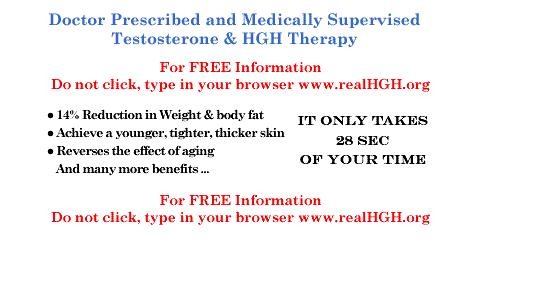 Doctor Prescribed and Medically Supervised
Testosterone & HGH Therapy
For FREE Information
Do not click, type in your browser www.realHGH.org
● 14% Reduction in Weight & body fat
● Achieve a younger, tighter, thicker skin
● Reverses the effect of aging
And many more benefits ...
IT ONLY TAKES
28 SEC
OF YOUR TIME
For FREE Information
Do not click, type in your browser www.realHGH.org